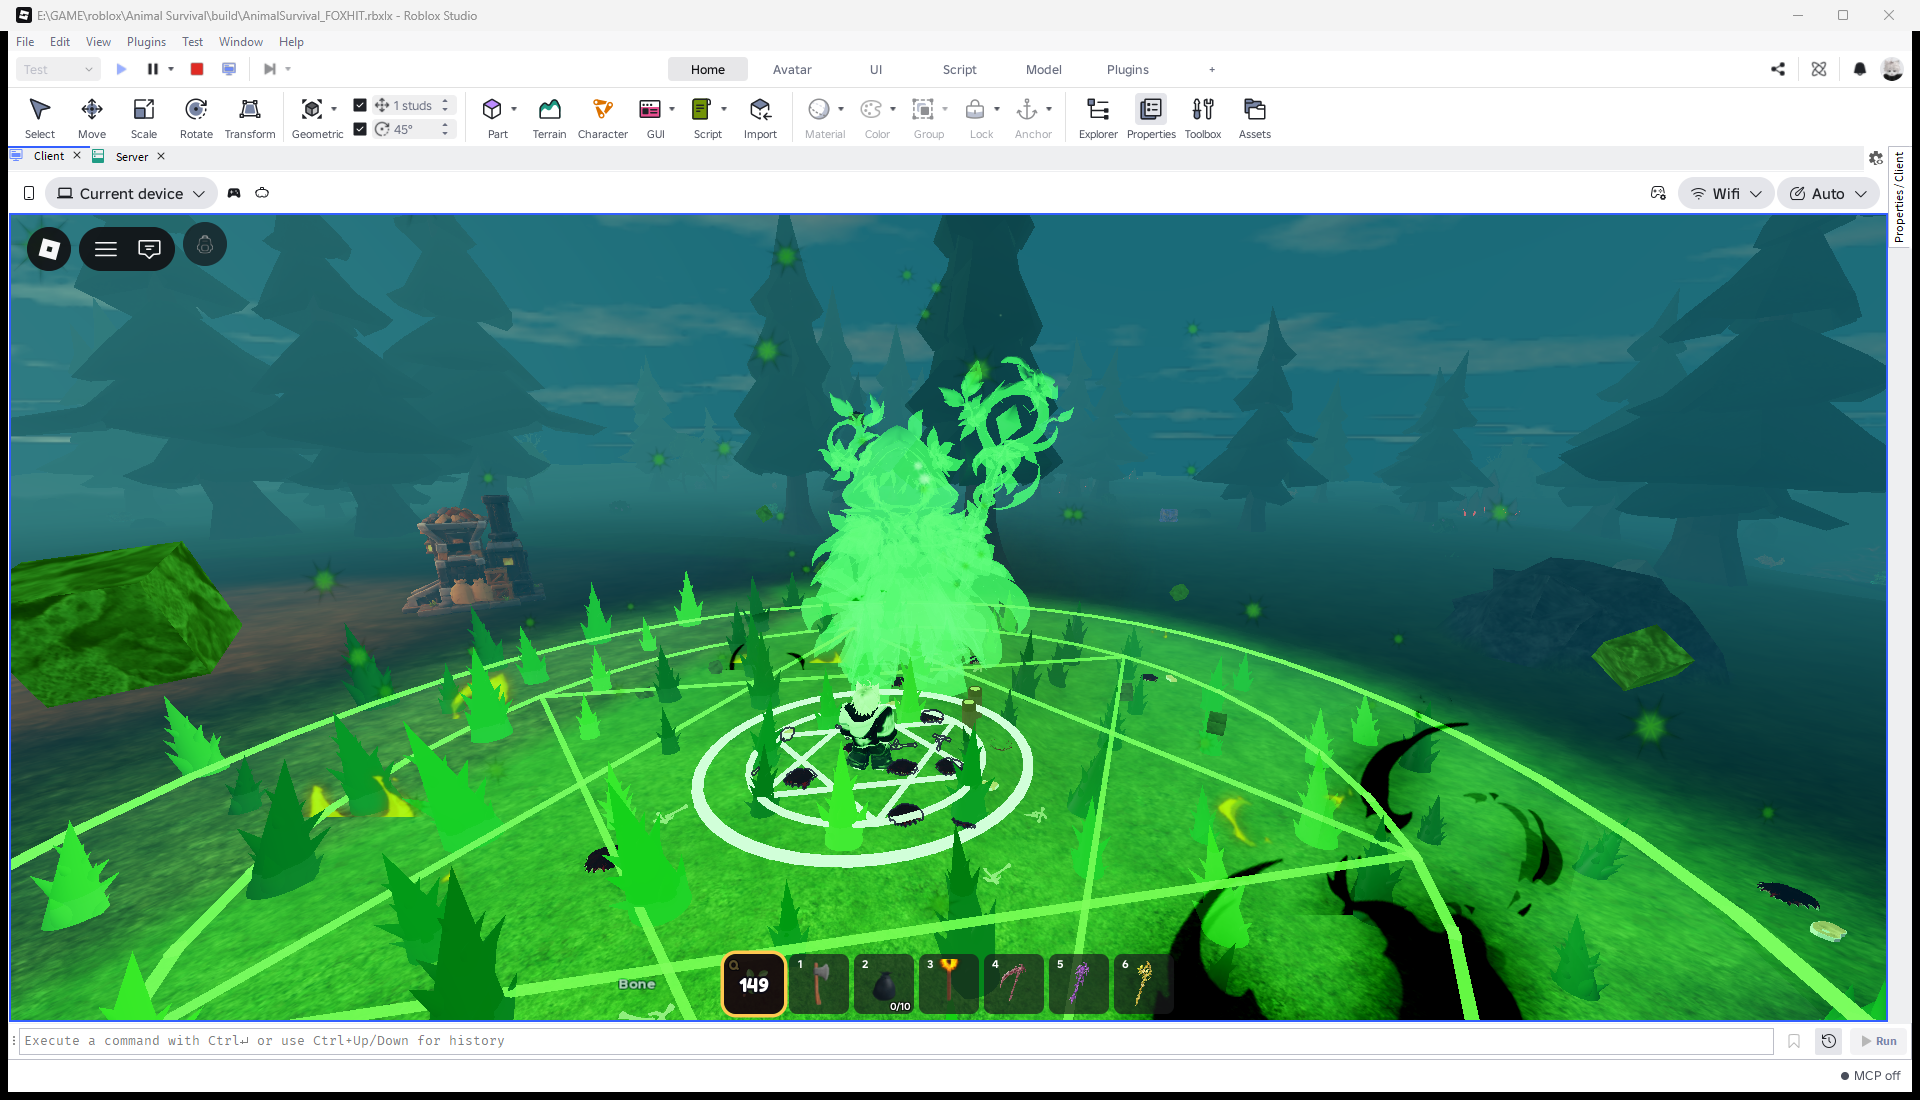 E:\GAME\roblox\Animal Survival\build\AnimalSurvival_FOXHIT.rbxlx - Roblox Studio
File Edit View Plugins Test Window Help
Test
Home Avatar UI Script Model Plugins +
1 studs
45°
Select Move Scale Rotate Transform Geometric Part Terrain Character GUI Script Import Material Color Group Lock Anchor Explorer Properties Toolbox Assets
Client Server
Properties / Client
Current device
Wifi
Auto
Bone
Q
149
1
2
0/10
3
4
5
6
Execute a command with Ctrl↵ or use Ctrl+Up/Down for history
Run
MCP off